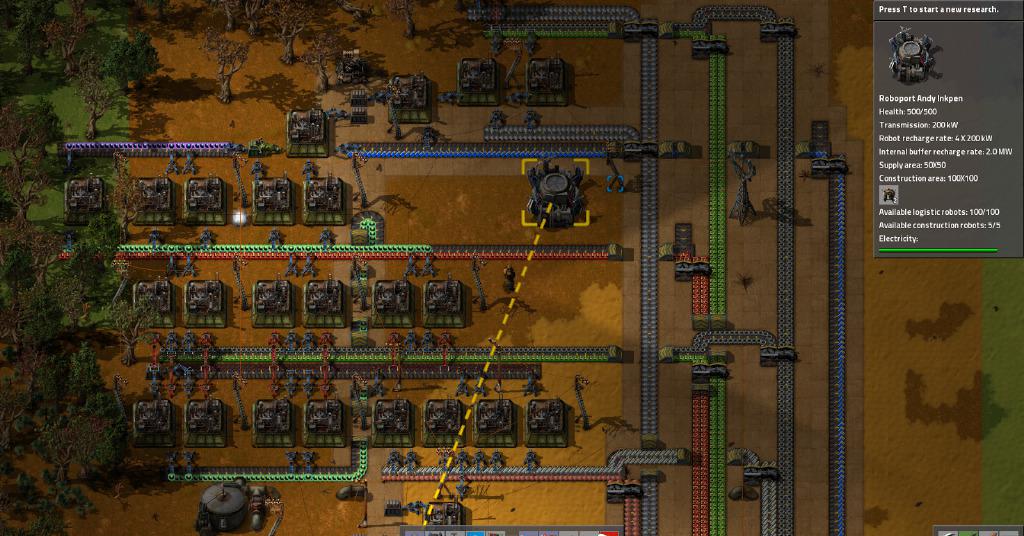 Press T to start a new research.
Roboport Andy Inkpen
Health: 500/500
Transmission: 200 kW
Robot recharge rate: 4 X 200 kW
Internal buffer recharge rate: 2.0 MW
Supply area: 50X50
Construction area: 100X100
Available logistic robots: 100/100
Available construction robots: 5/5
Electricity: